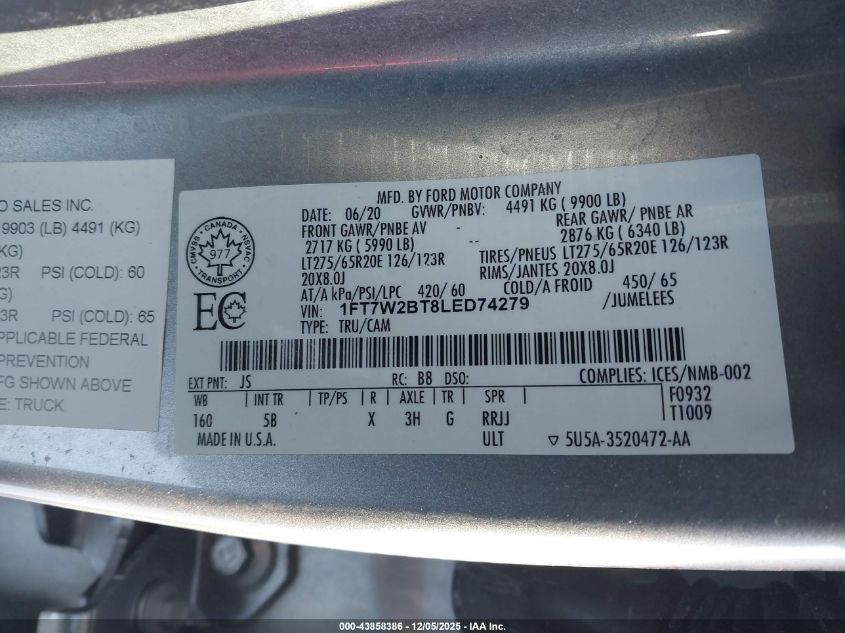 O SALES INC.
9903 (LB) 4491 (KG)
KG)
23R PSI (COLD): 60
G)
3R PSI (COLD): 65
APPLICABLE FEDERAL
PREVENTION
FG SHOWN ABOVE
E: TRUCK
MFD. BY FORD MOTOR COMPANY
DATE: 06/20 GVWR/PNBV: 4491 KG ( 9900 LB)
FRONT GAWR/PNBE AV -- REAR GAWR/ PNBE AR
2717 KG ( 5990 LB) -- 2876 KG ( 6340 LB)
LT275/65R20E 126/123R TIRES/PNEUS LT275/65R20E 126/123R
20X8.0J RIMS/JANTES 20X8.0J
AT/A kPa/PSI/LPC 420/ 60 COLD/A FROID 450/ 65
VIN: 1FT7W2BT8LED74279 /JUMELEES
TYPE: TRU/CAM
CMVSS CANADA NSVAC
977
TRANSPORT
EC
EXT PNT: JS RC: B8 DSO: COMPLIES: ICES/NMB-002
WB INT TR TP/PS R AXLE TR SPR F0932
160 5B X 3H G RRJJ T1009
MADE IN U.S.A. ULT ▽ 5U5A-3520472-AA
000-43858386 - 12/05/2025 - IAA Inc.